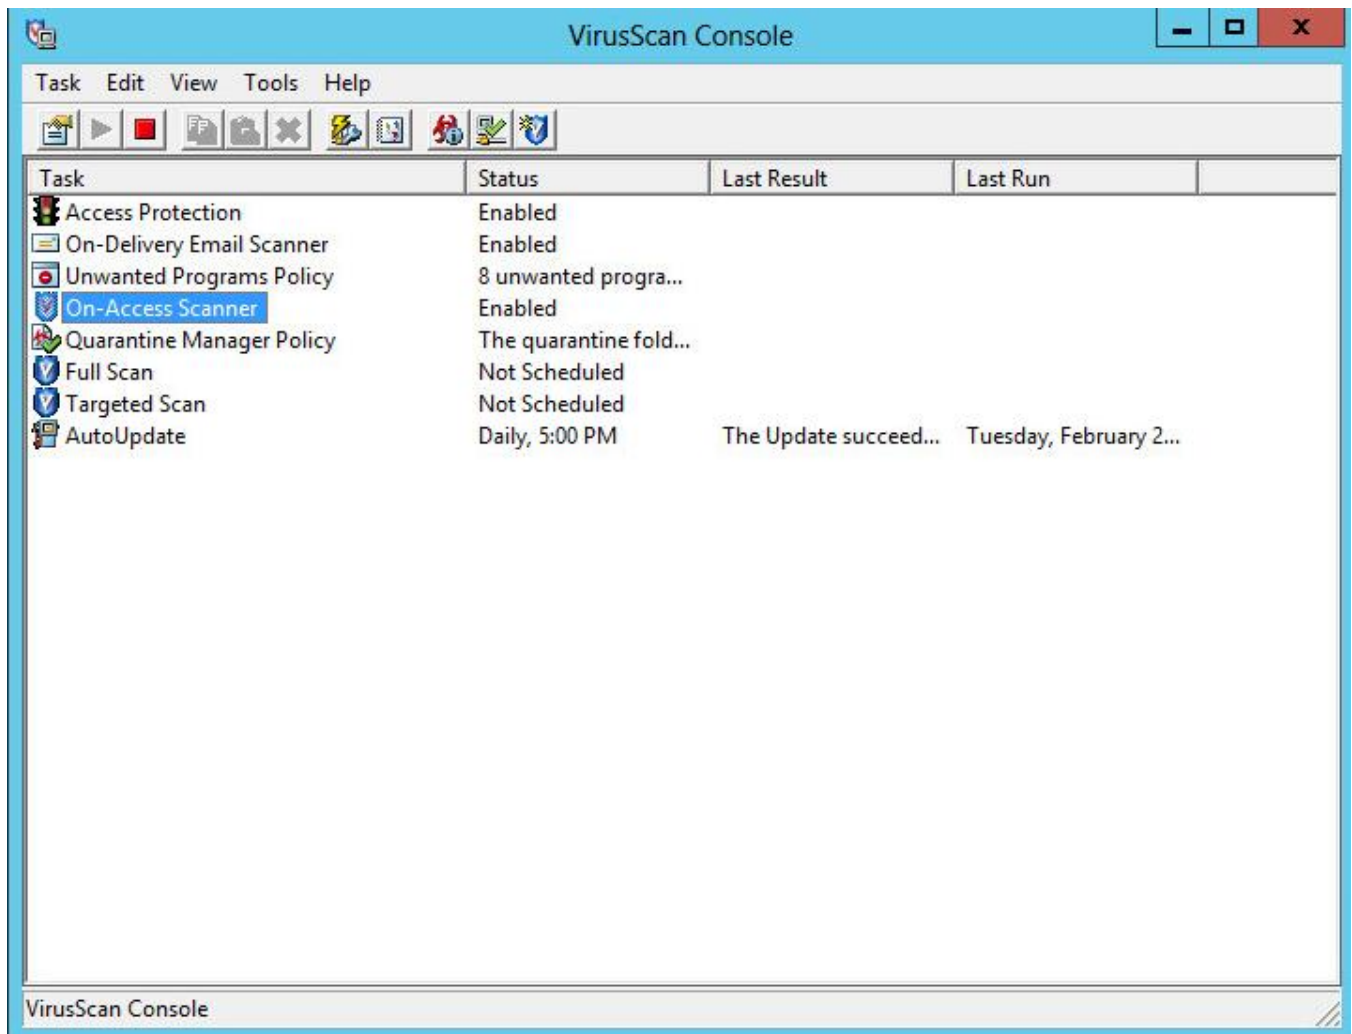 VirusScan Console
Task Edit View Tools Help
Task Status Last Result Last Run
Access Protection Enabled
On-Delivery Email Scanner Enabled
Unwanted Programs Policy 8 unwanted progra...
On-Access Scanner Enabled
Quarantine Manager Policy The quarantine fold...
Full Scan Not Scheduled
Targeted Scan Not Scheduled
AutoUpdate Daily, 5:00 PM The Update succeed... Tuesday, February 2...
VirusScan Console